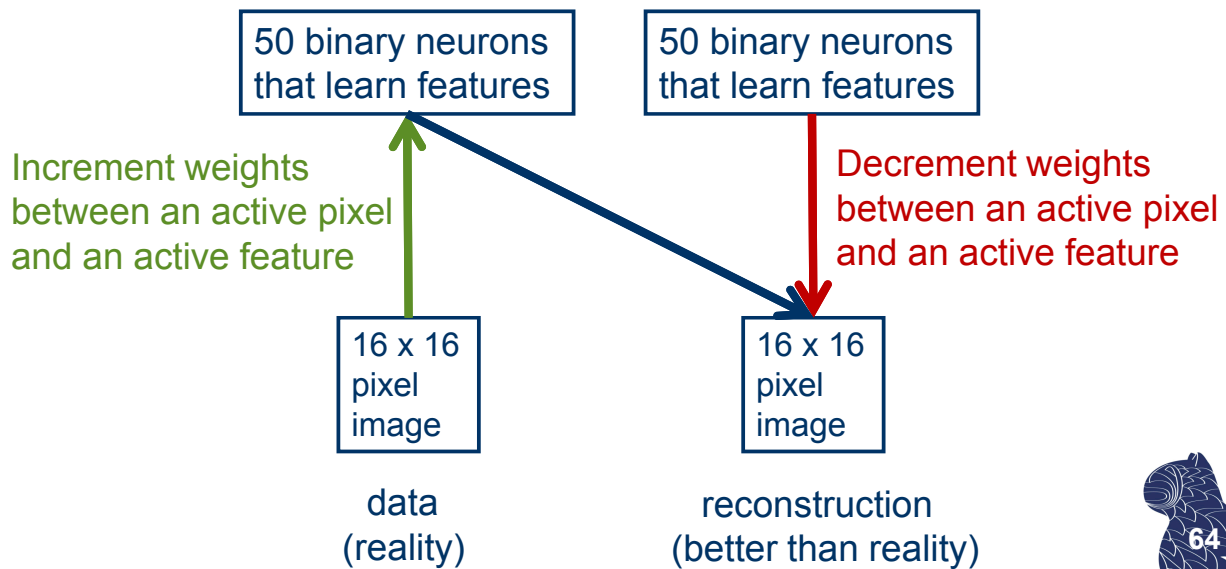 50 binary neurons
that learn features
50 binary neurons
that learn features
Increment weights
between an active pixel
and an active feature
Decrement weights
between an active pixel
and an active feature
16 x 16
pixel
image
16 x 16
pixel
image
data
(reality)
reconstruction
(better than reality)
64